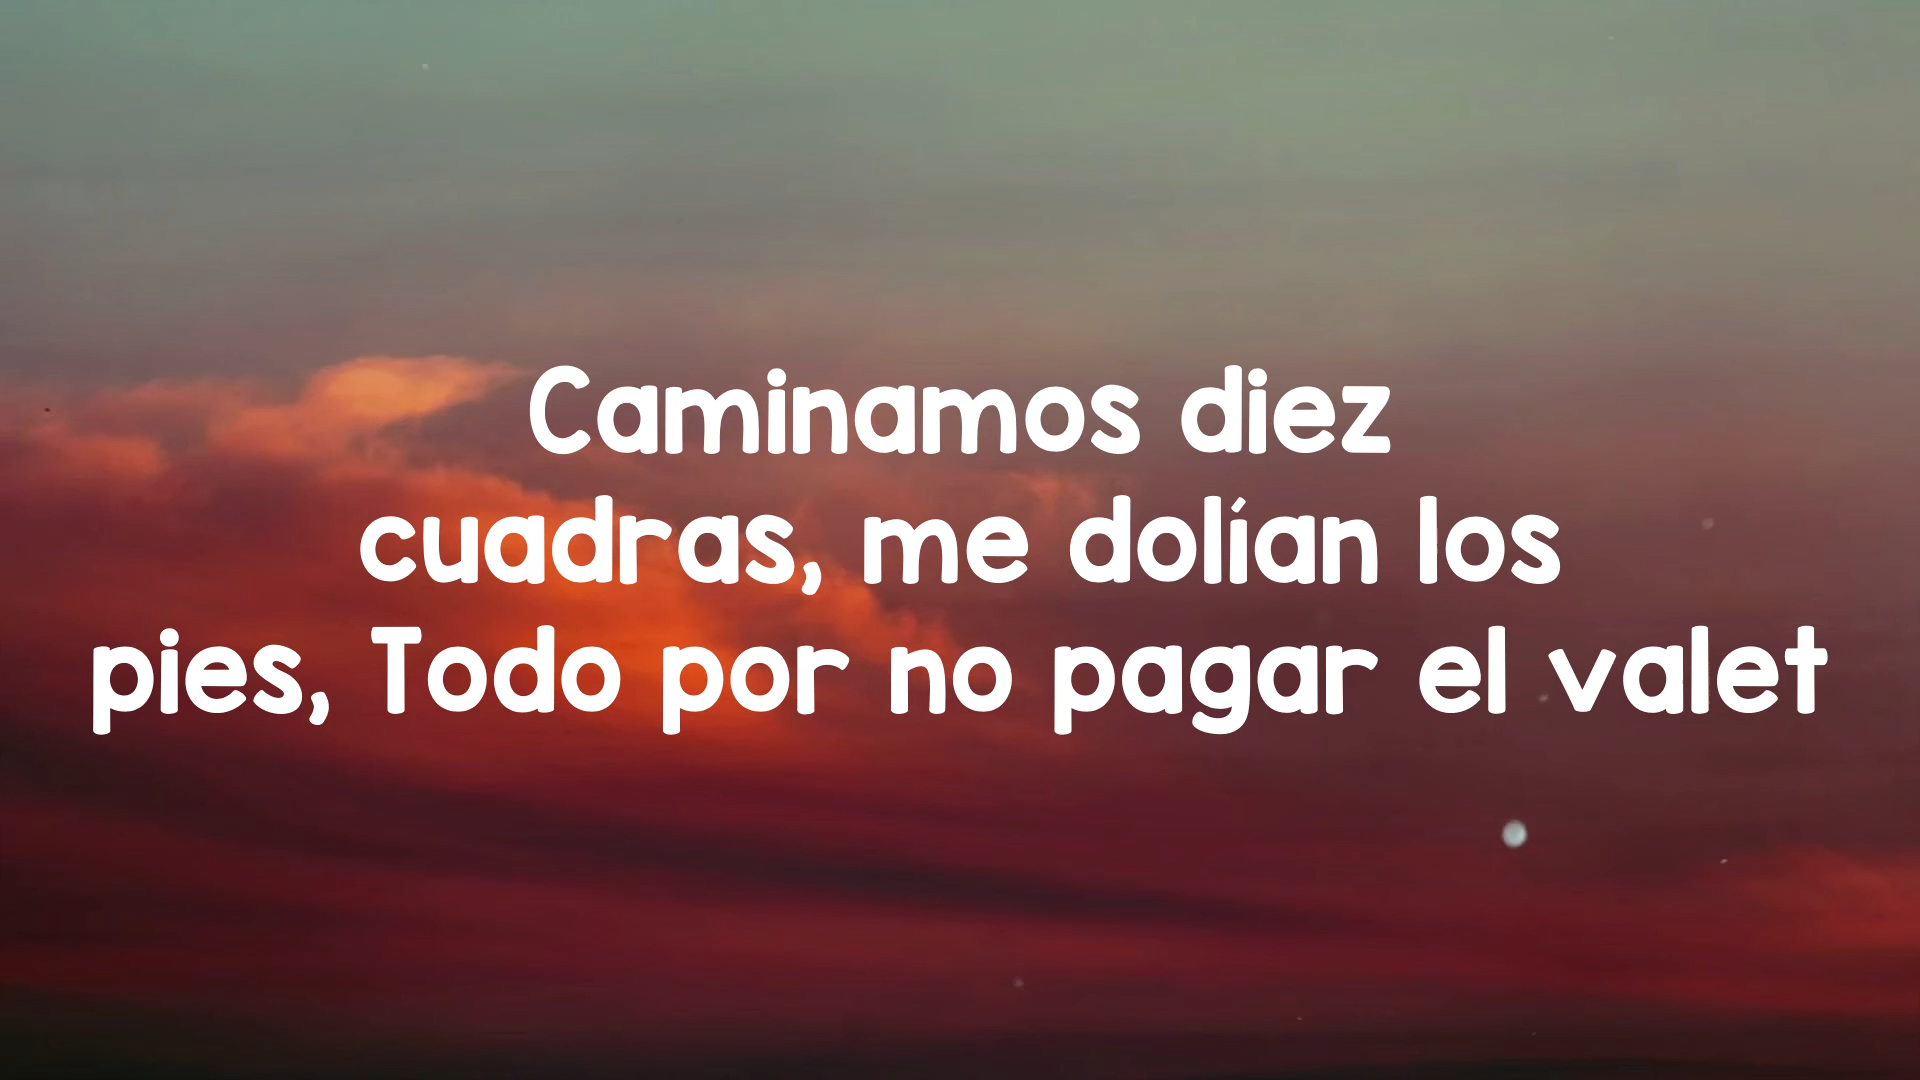 Caminamos diez
cuadras, me dolían los
pies, Todo por no pagar el valet